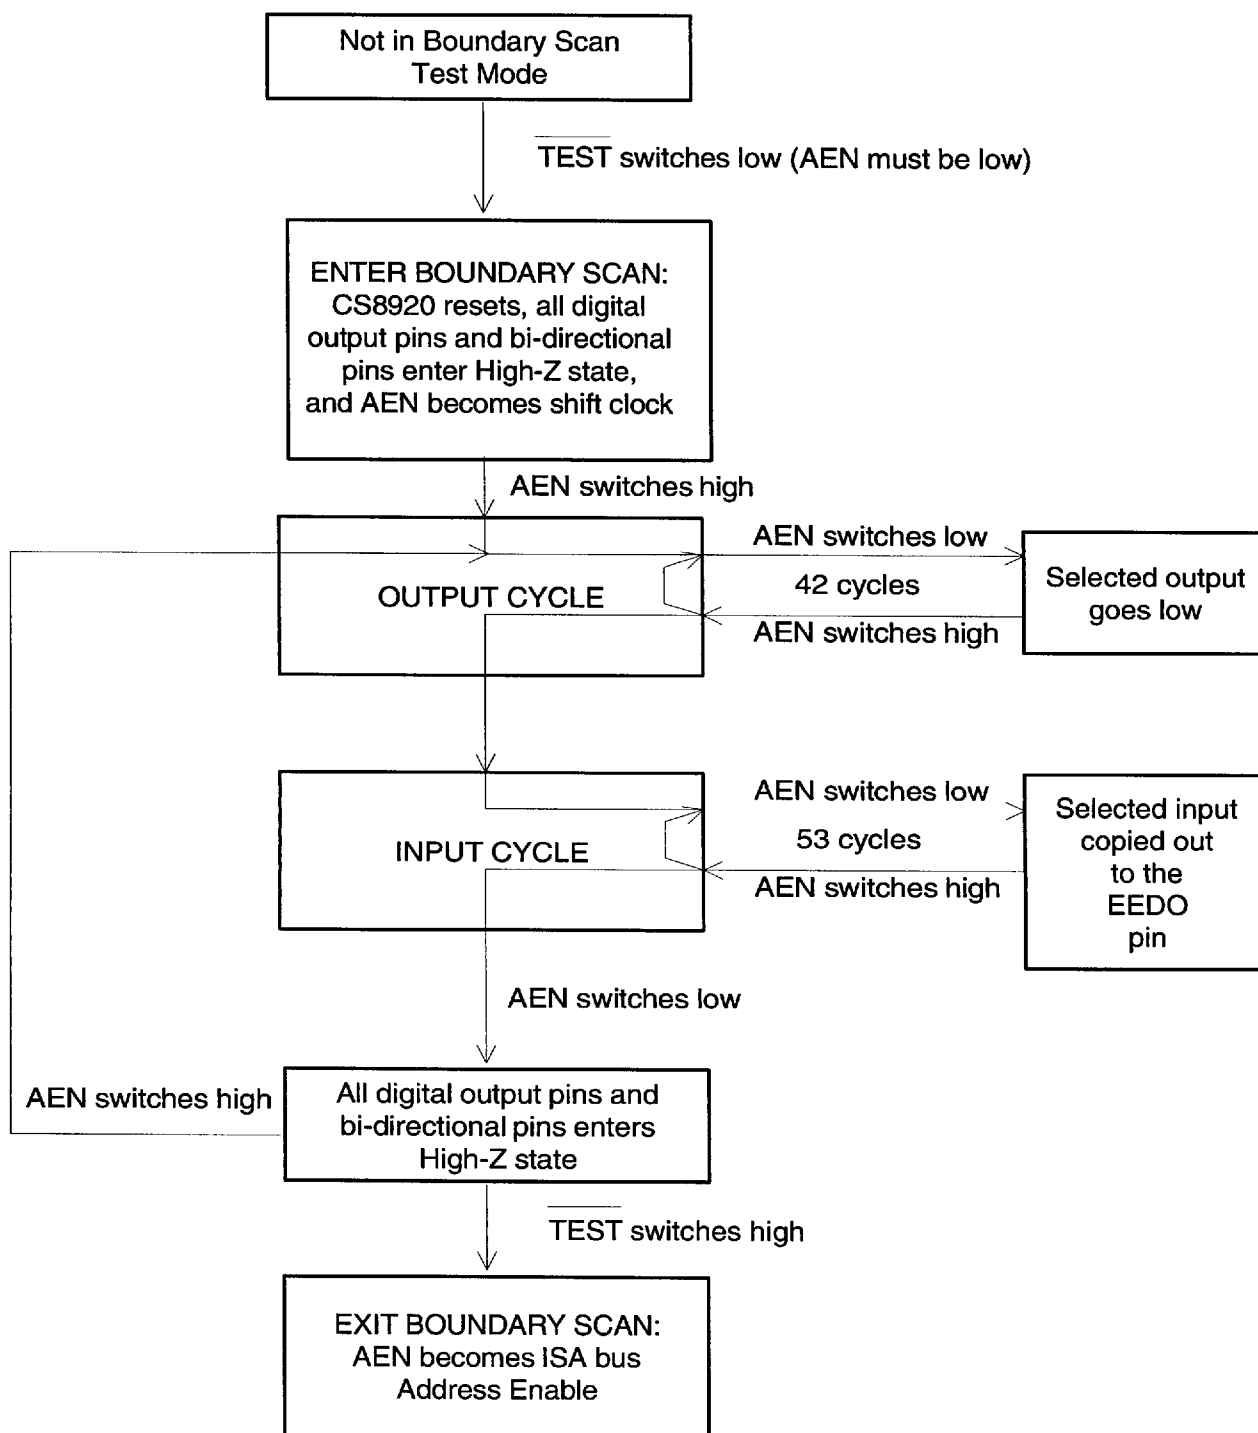 Not in Boundary Scan
Test Mode
TEST switches low (AEN must be low)
ENTER BOUNDARY SCAN:
CS8920 resets, all digital
output pins and bi-directional
pins enter High-Z state,
and AEN becomes shift clock
AEN switches high
OUTPUT CYCLE
AEN switches low
42 cycles
AEN switches high
Selected output
goes low
INPUT CYCLE
AEN switches low
53 cycles
AEN switches high
Selected input
copied out
to the
EEDO
pin
AEN switches low
AEN switches high
All digital output pins and
bi-directional pins enters
High-Z state
TEST switches high
EXIT BOUNDARY SCAN:
AEN becomes ISA bus
Address Enable